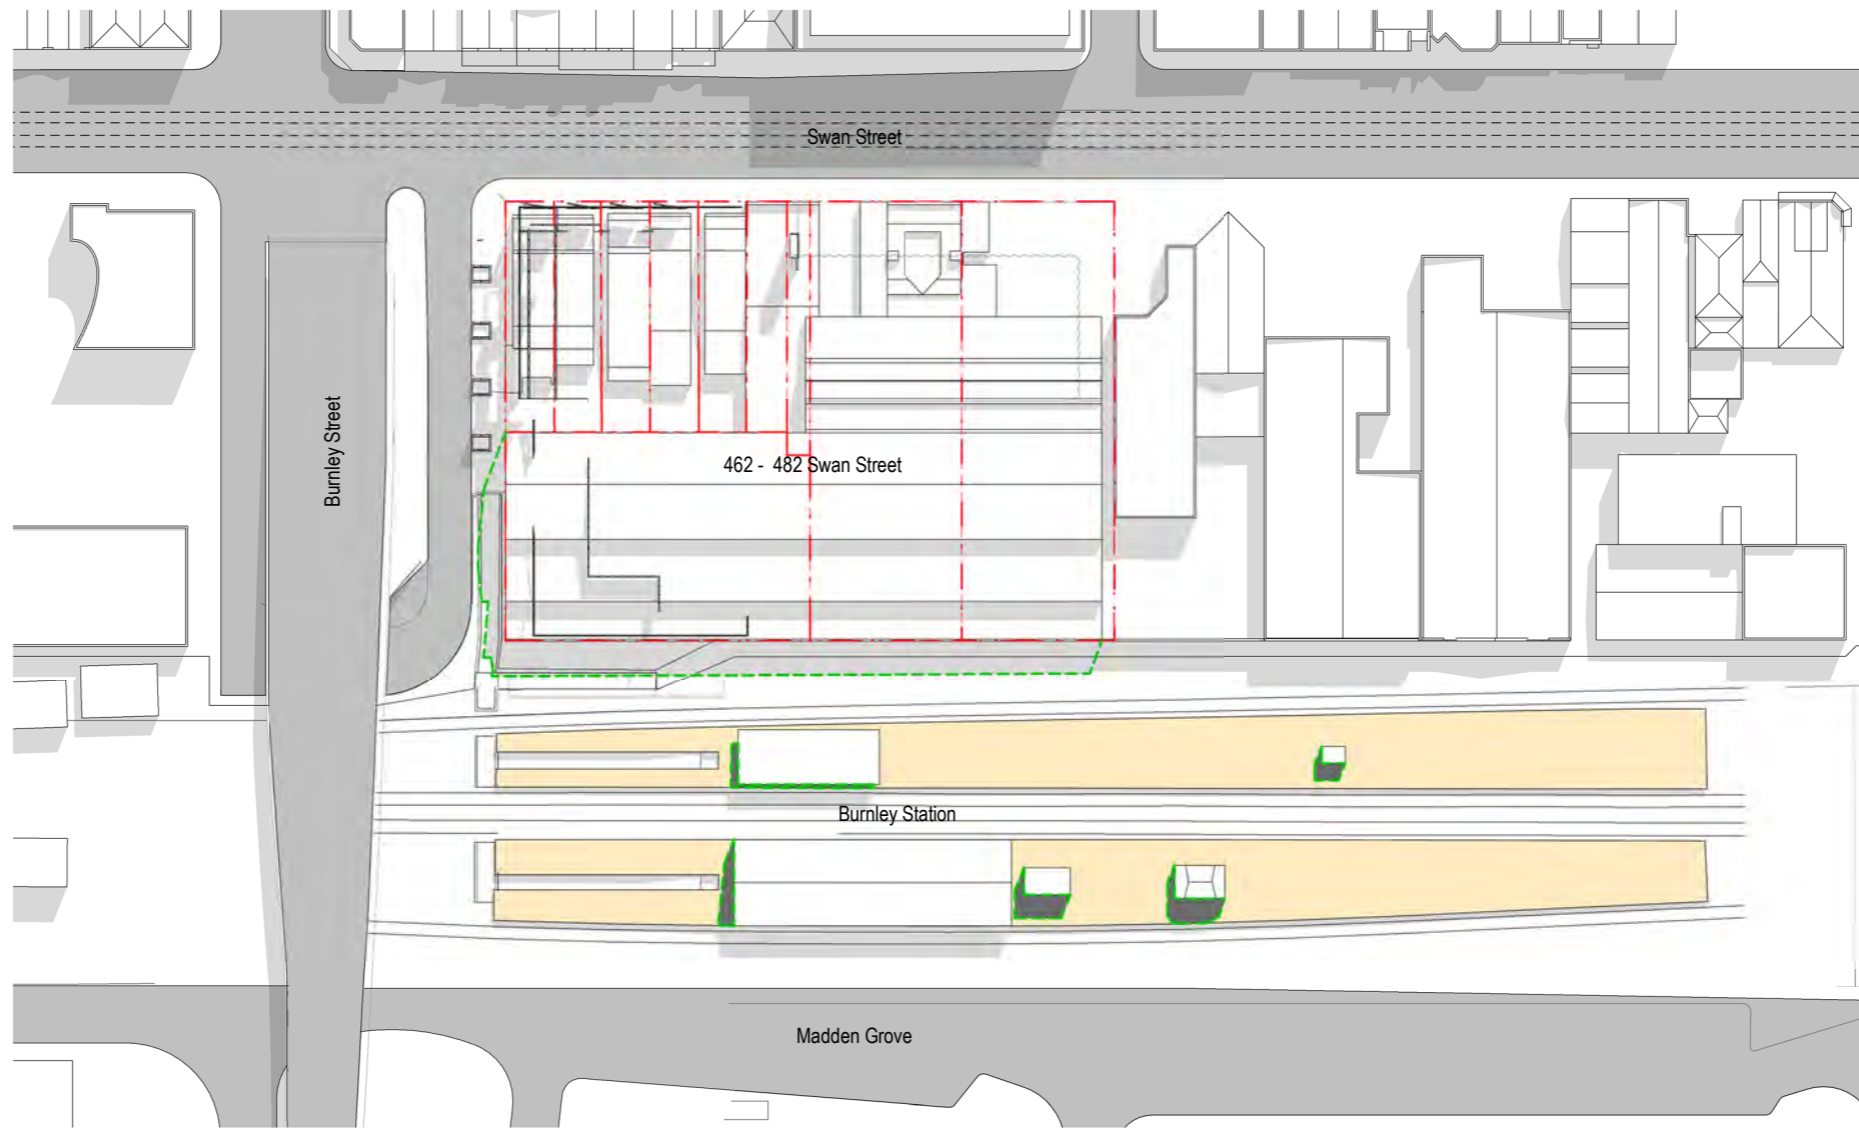 Swan Street
Burnley Street
462 - 482 Swan Street
Burnley Station
Madden Grove